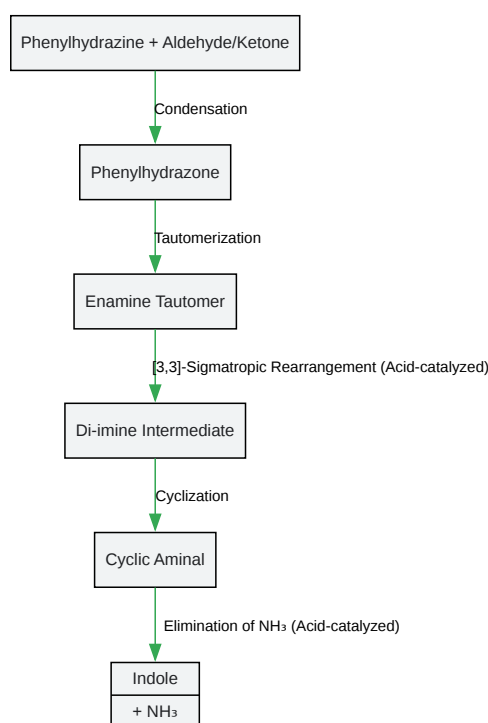 Phenylhydrazine + Aldehyde/Ketone
Condensation
Phenylhydrazone
Tautomerization
Enamine Tautomer
[3,3]-Sigmatropic Rearrangement (Acid-catalyzed)
Di-imine Intermediate
Cyclization
Cyclic Aminal
Elimination of NH₃ (Acid-catalyzed)
Indole
+ NH₃